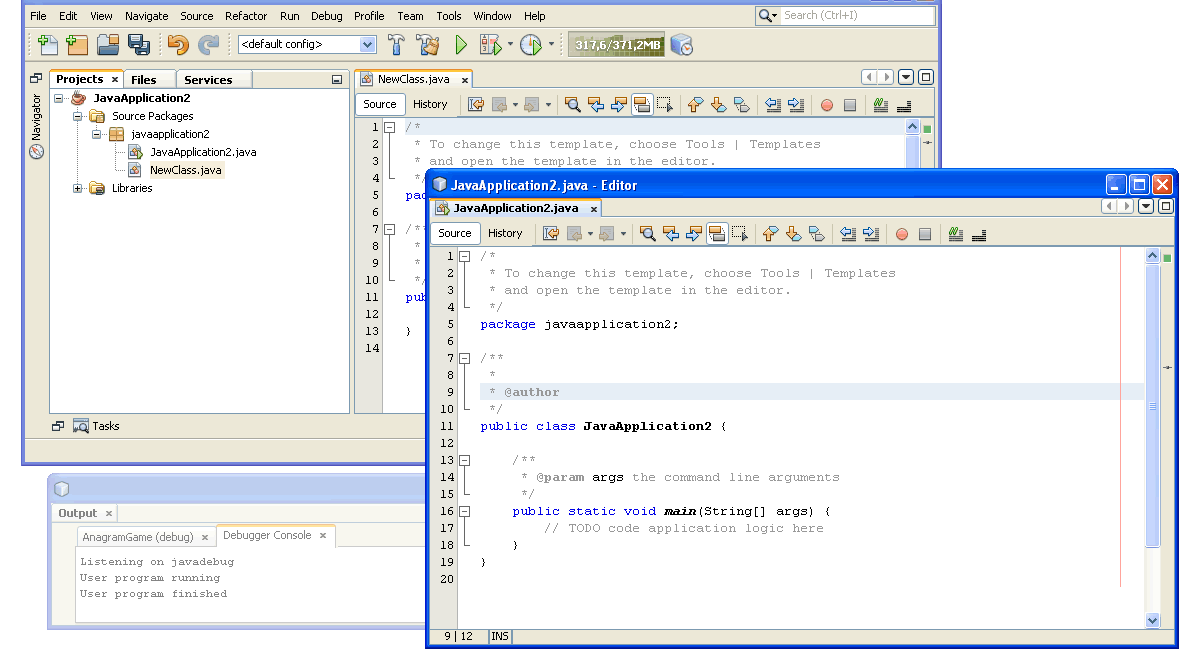 File Edit View Navigate Source Refactor Run Debug Profile Team Tools Window Help
Search (Ctrl+I)
<default config>
317,6/371,2MB
Projects x Files Services
Navigator
JavaApplication2
Source Packages
javaapplication2
JavaApplication2.java
NewClass.java
Libraries
Tasks
NewClass.java x
Source History
1 /*
2 * To change this template, choose Tools | Templates
3 * and open the template in the editor.
4 */
5 pac
6
7 /**
8 *
9 *
10 */
11 pub
12
13 }
14
JavaApplication2.java - Editor
JavaApplication2.java x
Source History
1 /*
2 * To change this template, choose Tools | Templates
3 * and open the template in the editor.
4 */
5 package javaapplication2;
6
7 /**
8 *
9 * @author
10 */
11 public class JavaApplication2 {
12
13 /**
14 * @param args the command line arguments
15 */
16 public static void main(String[] args) {
17 // TODO code application logic here
18 }
19 }
20
9|12 INS
Output x
AnagramGame (debug) x Debugger Console x
Listening on javadebug
User program running
User program finished